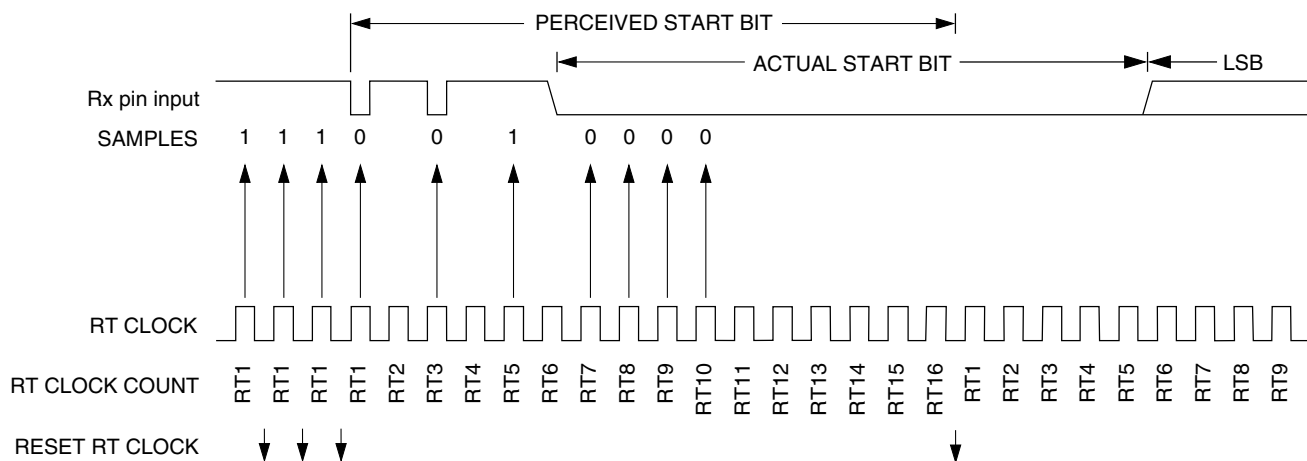 PERCEIVED START BIT
ACTUAL START BIT LSB
Rx pin input
SAMPLES 1 1 1 0 0 1 0 0 0 0
RT CLOCK
RT CLOCK COUNT RT1 RT1 RT1 RT1 RT2 RT3 RT4 RT5 RT6 RT7 RT8 RT9 RT10 RT11 RT12 RT13 RT14 RT15 RT16 RT1 RT2 RT3 RT4 RT5 RT6 RT7 RT8 RT9
RESET RT CLOCK